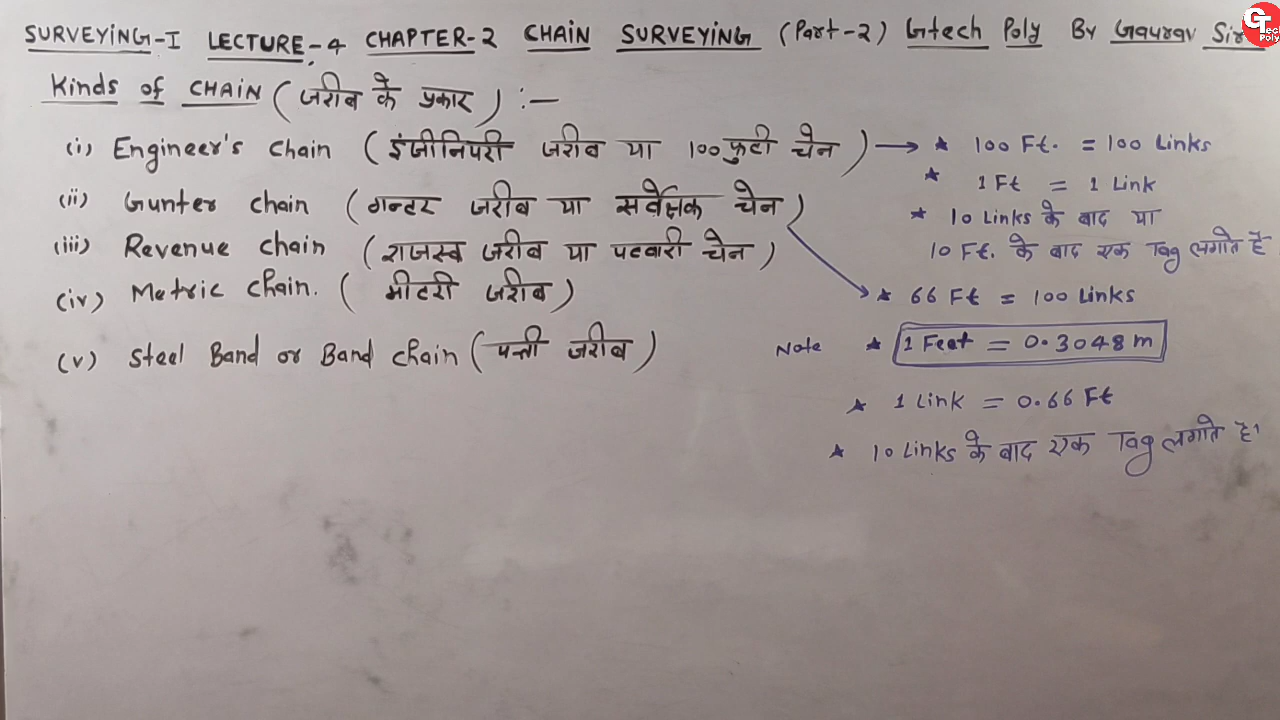 SURVEYING-I LECTURE-4 CHAPTER-2 CHAIN SURVEYING (Part-2) Gtech Poly By Gaurav Sir
GTec Poly
Kinds of CHAIN (जरीब के प्रकार) :-
(i) Engineer's chain (इंजीनियरी जरीब या 100 फुटी चेन) → * 100 Ft. = 100 Links
* 1 Ft = 1 Link
(ii) Gunter chain (गन्टर जरीब या सर्वेक्षक चेन)
* 10 Links के बाद या
10 Ft. के बाद एक Tag लगाते हैं
(iii) Revenue chain (राजस्व जरीब या पटवारी चेन)
(iv) Metric chain. (मीटरी जरीब)
* 66 Ft = 100 Links
(v) Steel Band or Band chain (पत्ती जरीब)
Note * 1 Feet = 0.3048 m
* 1 Link = 0.66 Ft
* 10 Links के बाद एक Tag लगाते है।